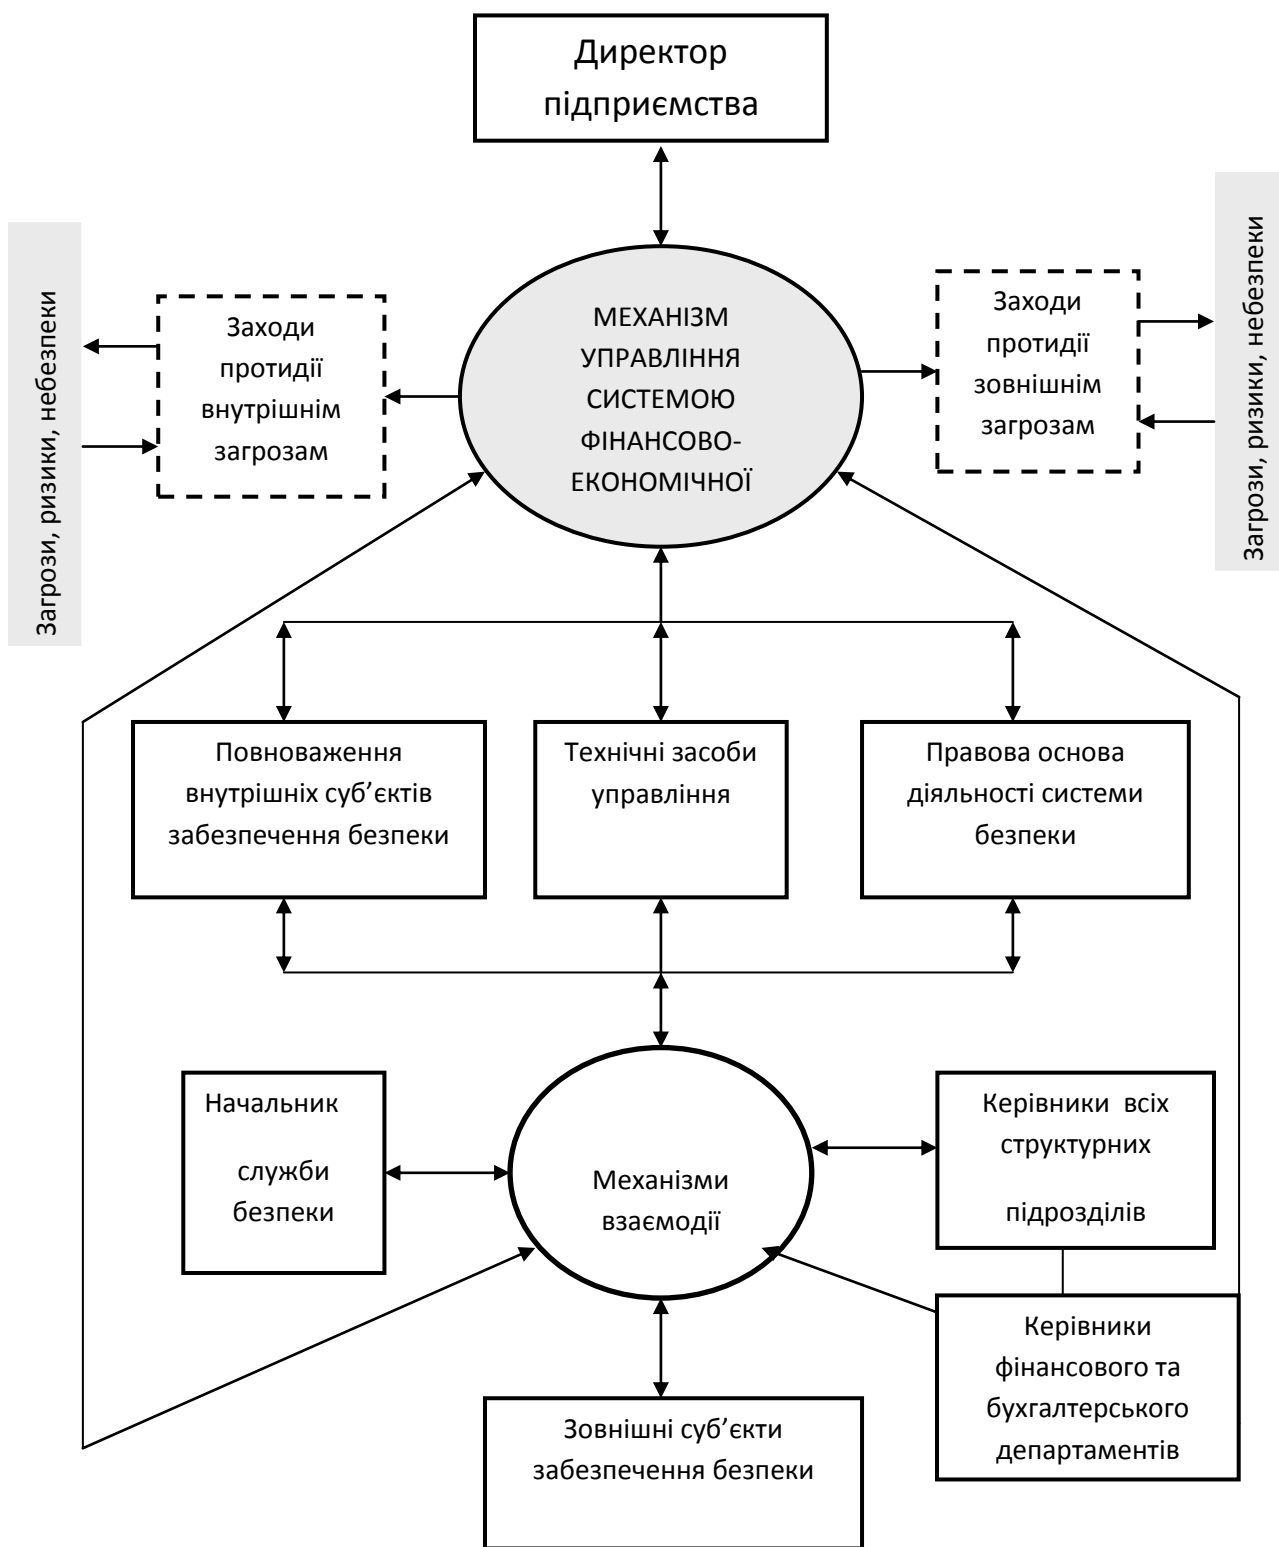 Директор
підприємства
Загрози, ризики, небезпеки
Заходи
протидії
внутрішнім
загрозам
МЕХАНІЗМ
УПРАВЛІННЯ
СИСТЕМОЮ
ФІНАНСОВО-
ЕКОНОМІЧНОЇ
Заходи
протидії
зовнішнім
загрозам
Загрози, ризики, небезпеки
Повноваження
внутрішніх суб’єктів
забезпечення безпеки
Технічні засоби
управління
Правова основа
діяльності системи
безпеки
Начальник
служби
безпеки
Механізми
взаємодії
Керівники всіх
структурних
підрозділів
Керівники
фінансового та
бухгалтерського
департаментів
Зовнішні суб’єкти
забезпечення безпеки